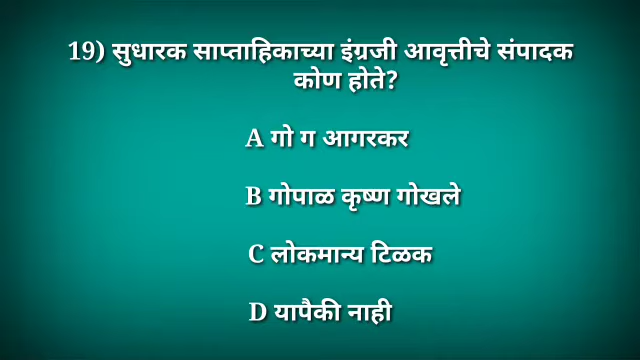 19) सुधारक साप्ताहिकाच्या इंग्रजी आवृत्तीचे संपादक
कोण होते?
A गो ग आगरकर
B गोपाळ कृष्ण गोखले
C लोकमान्य टिळक
D यापैकी नाही